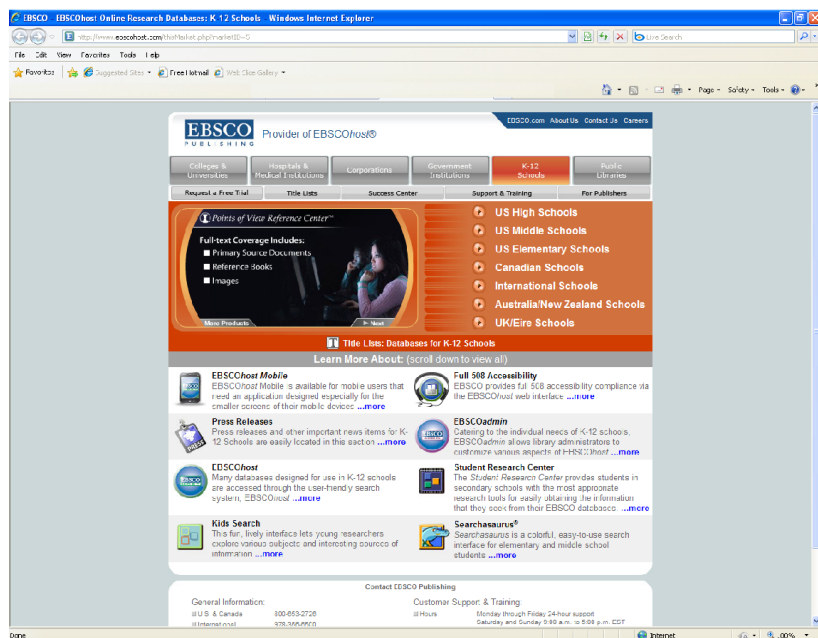 EBSCO - EBSCOhost Online Research Databases: K-12 Schools - Windows Internet Explorer
Live Search
File Edit View Favorites Tools Help
Favorites Suggested Sites Free Hotmail Web Slice Gallery
Page Safety Tools
EBSCO.com About Us Contact Us Careers
EBSCO
PUBLISHING
Provider of EBSCOhost®
Colleges & Universities
Hospitals & Medical Institutions
Corporations
Government Institutions
K-12 Schools
Public Libraries
Request a Free Trial Title Lists Success Center Support & Training For Publishers
Points of View Reference Center™
Full-text Coverage Includes:
Primary Source Documents
Reference Books
Images
More Products Next
US High Schools
US Middle Schools
US Elementary Schools
Canadian Schools
International Schools
Australia/New Zealand Schools
UK/Eire Schools
Title Lists: Databases for K-12 Schools
Learn More About: (scroll down to view all)
EBSCOhost Mobile
EBSCOhost Mobile is available for mobile users that
need an application designed especially for the
smaller screens of their mobile devices ...more
Full 508 Accessibility
EBSCO provides full 508 accessibility compliance via
the EBSCOhost web interface ...more
Press Releases
Press releases and other important news items for K-
12 Schools are easily located in this section ...more
EBSCOadmin
Catering to the individual needs of K-12 schools,
EBSCOadmin allows library administrators to
customize various aspects of EBSCOhost ...more
EBSCOhost
Many databases designed for use in K-12 schools
are accessed through the user-friendly search
system, EBSCOhost ...more
Student Research Center
The Student Research Center provides students in
secondary schools with the most appropriate
research tools for easily obtaining the information
that they seek from their EBSCO databases. ...more
Kids Search
This fun, lively interface lets young researchers
explore various subjects and interesting sources of
information ...more
Searchasaurus®
Searchasaurus is a colorful, easy-to-use search
interface for elementary and middle school
students ...more
Contact EBSCO Publishing
General Information:
U.S. & Canada 800-653-2726
International
Customer Support & Training:
Hours Monday through Friday 24-hour support
Saturday and Sunday 9:00 a.m. to 5:00 p.m. EST
Done Internet